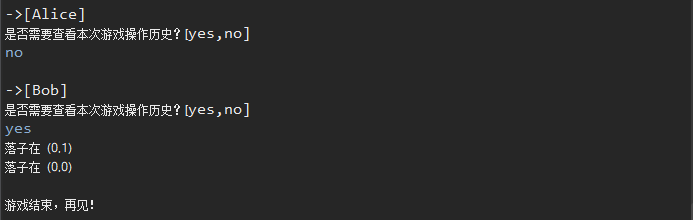 ->[Alice]
是否需要查看本次游戏操作历史？[yes,no]
no
->[Bob]
是否需要查看本次游戏操作历史？[yes,no]
yes
落子在 (0,1)
落子在 (0,0)
游戏结束，再见！